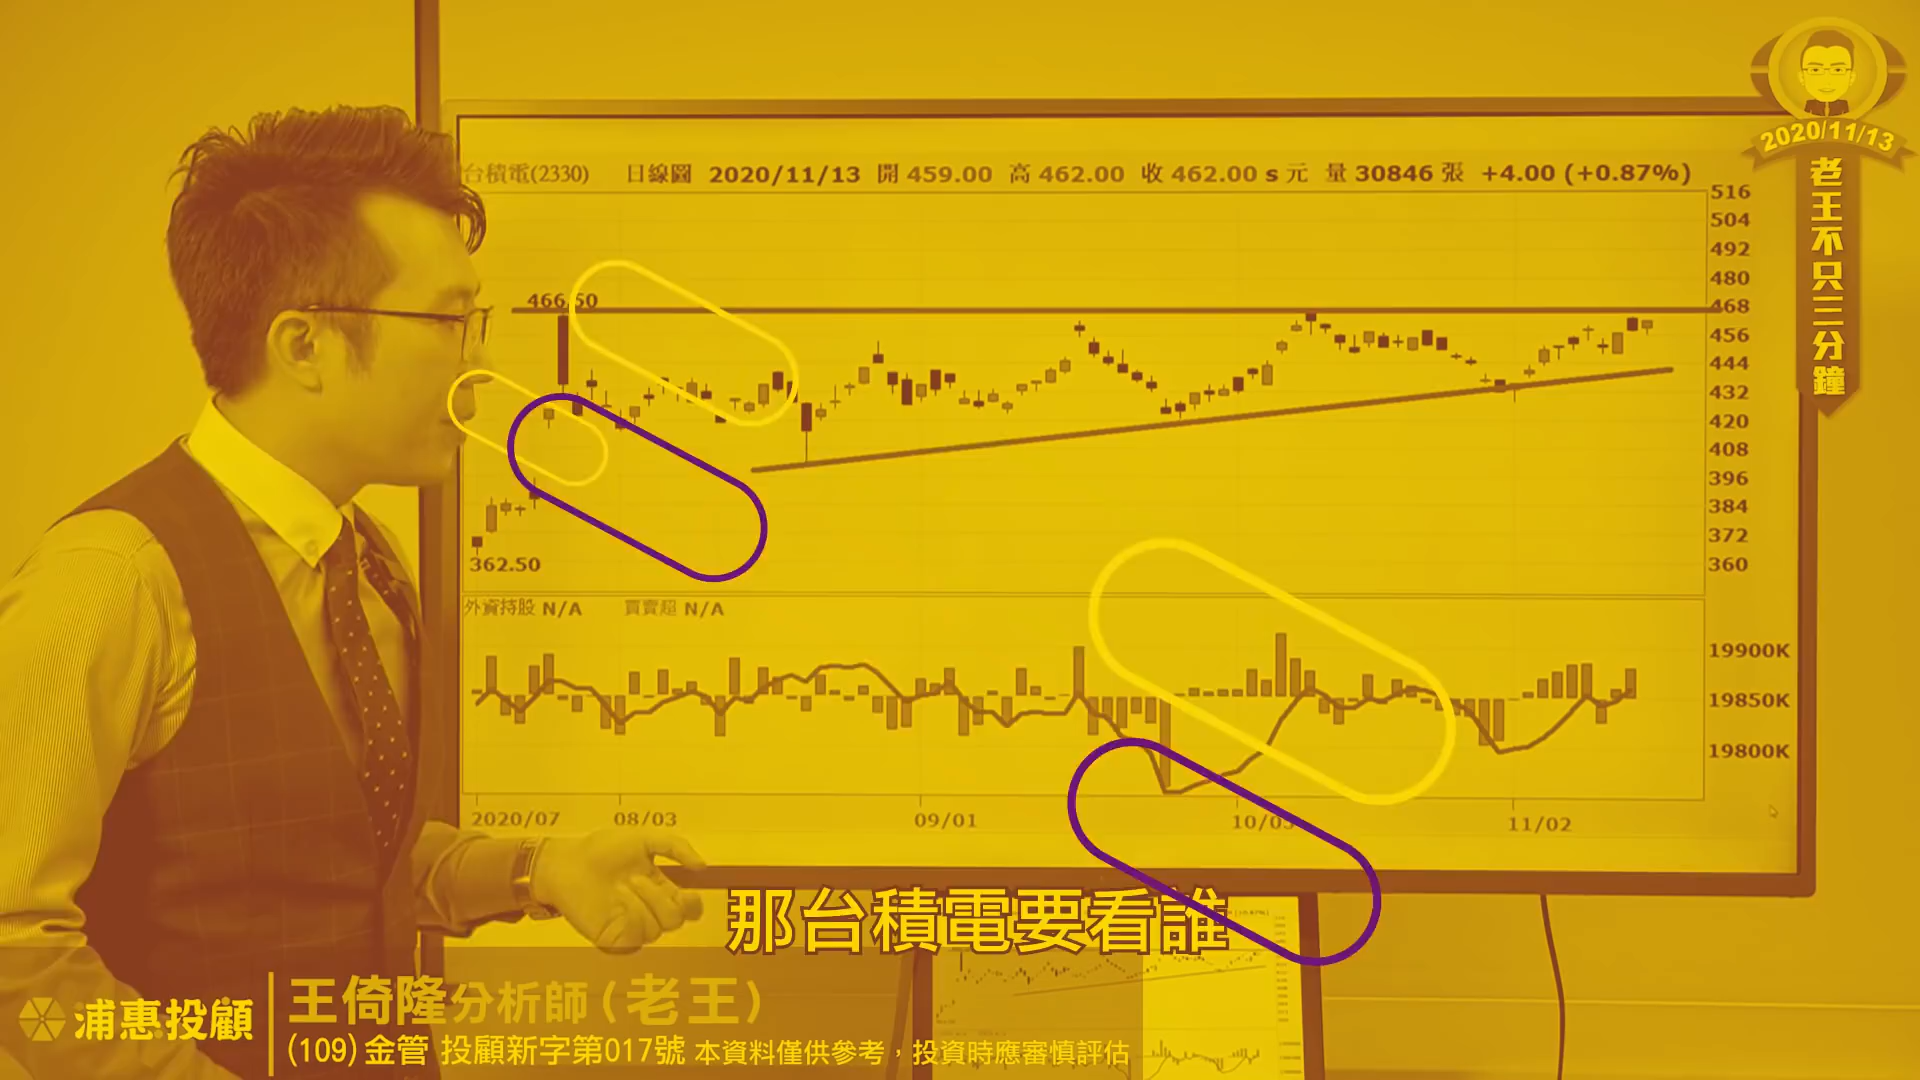 2020/11/13
老王不只三分鐘
台積電(2330) 日線圖 2020/11/13 開 459.00 高 462.00 收 462.00 s 元 量 30846 張 +4.00 (+0.87%)
516
504
492
480
468
456
444
432
420
408
396
384
372
360
466.50
362.50
外資持股 N/A 買賣超 N/A
19900K
19850K
19800K
2020/07 08/03 09/01 10/05 11/02
那台積電要看誰
浦惠投顧
王倚隆分析師(老王)
(109)金管 投顧新字第017號 本資料僅供參考，投資時應審慎評估